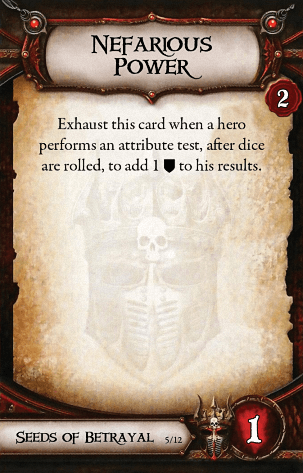 Nefarious
Power
2
Exhaust this card when a hero
performs an attribute test, after dice
are rolled, to add 1 to his results.
Seeds of Betrayal 5/12
1